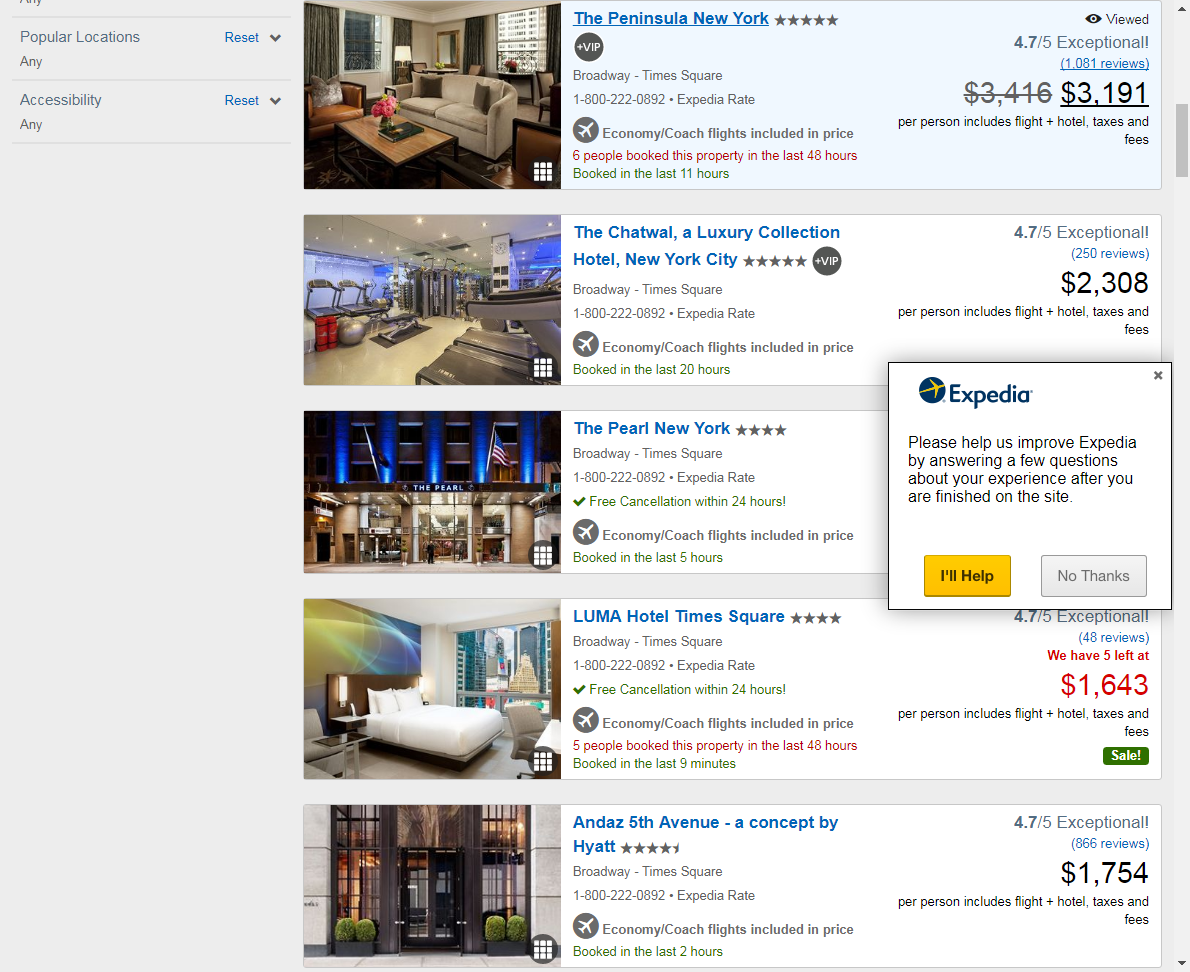 Any
Popular Locations
Reset
Any
Accessibility
Reset
Any
The Peninsula New York
+VIP
Broadway - Times Square
1-800-222-0892 • Expedia Rate
Economy/Coach flights included in price
6 people booked this property in the last 48 hours
Booked in the last 11 hours
Viewed
4.7/5 Exceptional!
(1,081 reviews)
$3,416 $3,191
per person includes flight + hotel, taxes and
fees
The Chatwal, a Luxury Collection
Hotel, New York City
+VIP
Broadway - Times Square
1-800-222-0892 • Expedia Rate
Economy/Coach flights included in price
Booked in the last 20 hours
4.7/5 Exceptional!
(250 reviews)
$2,308
per person includes flight + hotel, taxes and
fees
THE PEARL
The Pearl New York
Broadway - Times Square
1-800-222-0892 • Expedia Rate
Free Cancellation within 24 hours!
Economy/Coach flights included in price
Booked in the last 5 hours
Expedia
Please help us improve Expedia
by answering a few questions
about your experience after you
are finished on the site.
I'll Help
No Thanks
LUMA Hotel Times Square
Broadway - Times Square
1-800-222-0892 • Expedia Rate
Free Cancellation within 24 hours!
Economy/Coach flights included in price
5 people booked this property in the last 48 hours
Booked in the last 9 minutes
4.7/5 Exceptional!
(48 reviews)
We have 5 left at
$1,643
per person includes flight + hotel, taxes and
fees
Sale!
Andaz 5th Avenue - a concept by
Hyatt
Broadway - Times Square
1-800-222-0892 • Expedia Rate
Economy/Coach flights included in price
Booked in the last 2 hours
4.7/5 Exceptional!
(866 reviews)
$1,754
per person includes flight + hotel, taxes and
fees